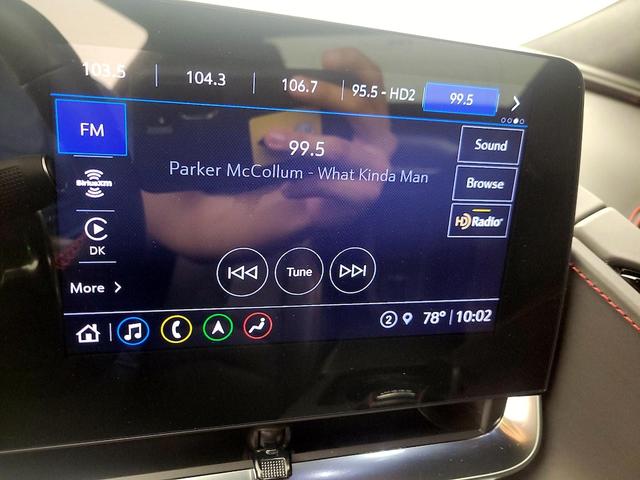 103.5 104.3 106.7 95.5 - HD2 99.5
FM
99.5
Parker McCollum - What Kinda Man
Sound
Browse
HD Radio
SiriusXM
DK
Tune
More
2 78° 10:02